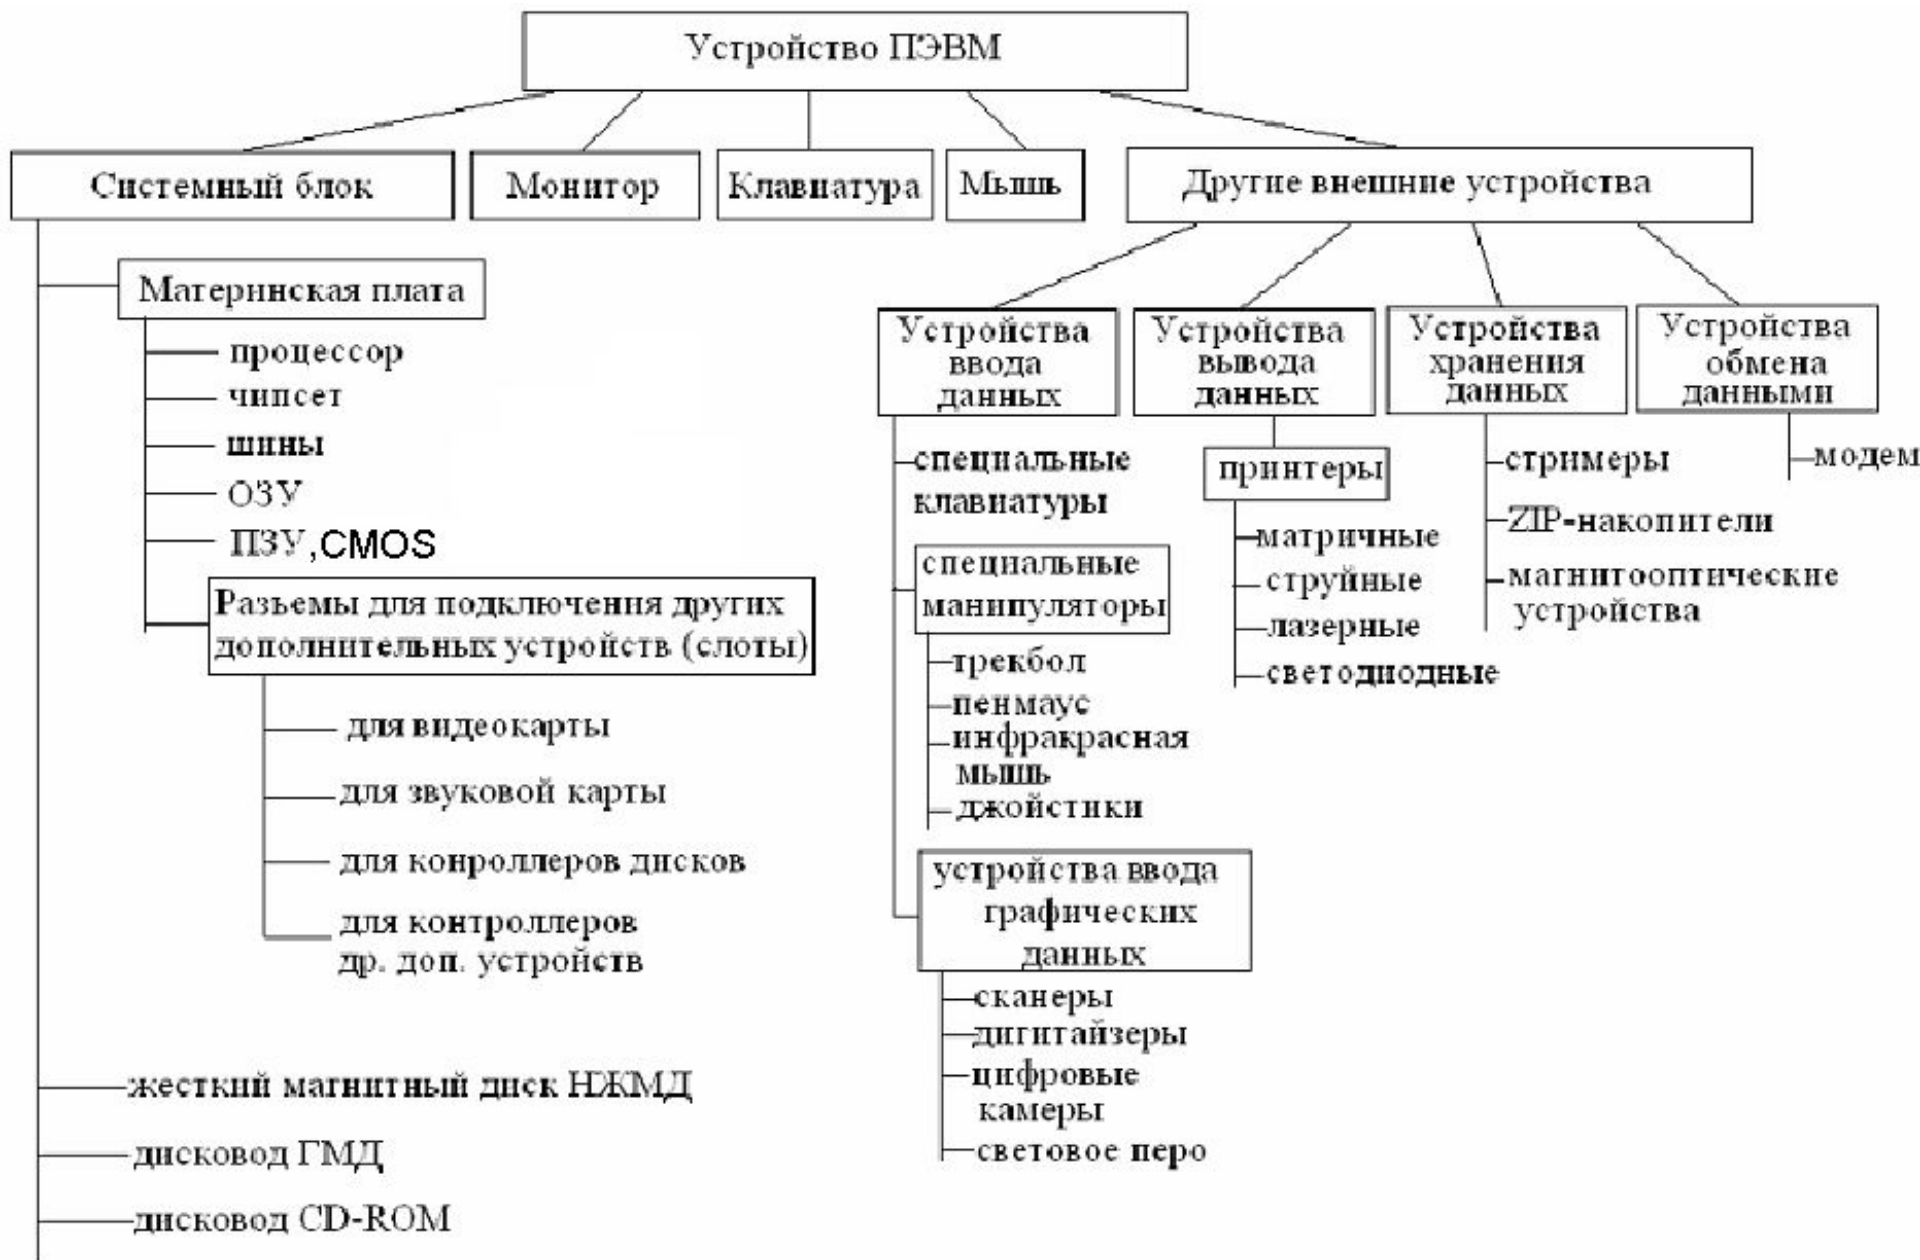 Устройство ПЭВМ
Системный блок
Монитор
Клавиатура
Мышь
Другие внешние устройства
Материнская плата
процессор
чипсет
шины
ОЗУ
ПЗУ,CMOS
Разъемы для подключения других
дополнительных устройств (слоты)
для видеокарты
для звуковой карты
для конроллеров дисков
для контроллеров
др. доп. устройств
жесткий магнитный диск НЖМД
дисковод ГМД
дисковод CD-ROM
Устройства
ввода
данных
специальные
клавиатуры
специальные
манипуляторы
трекбол
пенмаус
инфракрасная
мышь
джойстики
устройства ввода
графических
данных
сканеры
дигитайзеры
цифровые
камеры
световое перо
Устройства
вывода
данных
принтеры
матричные
струйные
лазерные
светодиодные
Устройства
хранения
данных
стримеры
ZIP-накопители
магнитооптические
устройства
Устройства
обмена
данными
модем